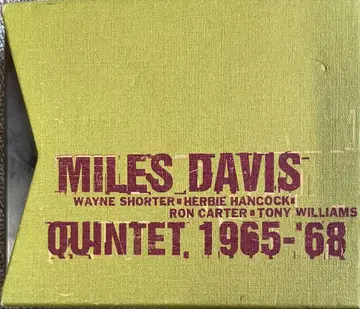 MILES DAVIS
WAYNE SHORTER ▪ HERBIE HANCOCK ▪
RON CARTER ▪ TONY WILLIAMS
QUINTET, 1965-'68